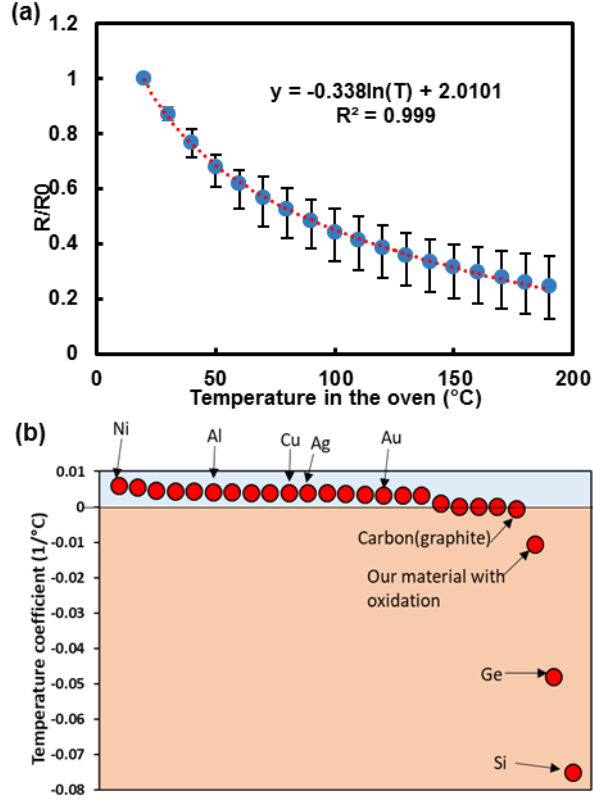 (a)
1.2
1
0.8
0.6
0.4
0.2
0
R/R0
y = -0.338ln(T) + 2.0101
R² = 0.999
0 50 100 150 200
Temperature in the oven (°C)
(b)
Ni Al Cu Ag Au
0.01
0
-0.01
-0.02
-0.03
-0.04
-0.05
-0.06
-0.07
-0.08
Temperature coefficient (1/°C)
Carbon(graphite)
Our material with
oxidation
Ge
Si